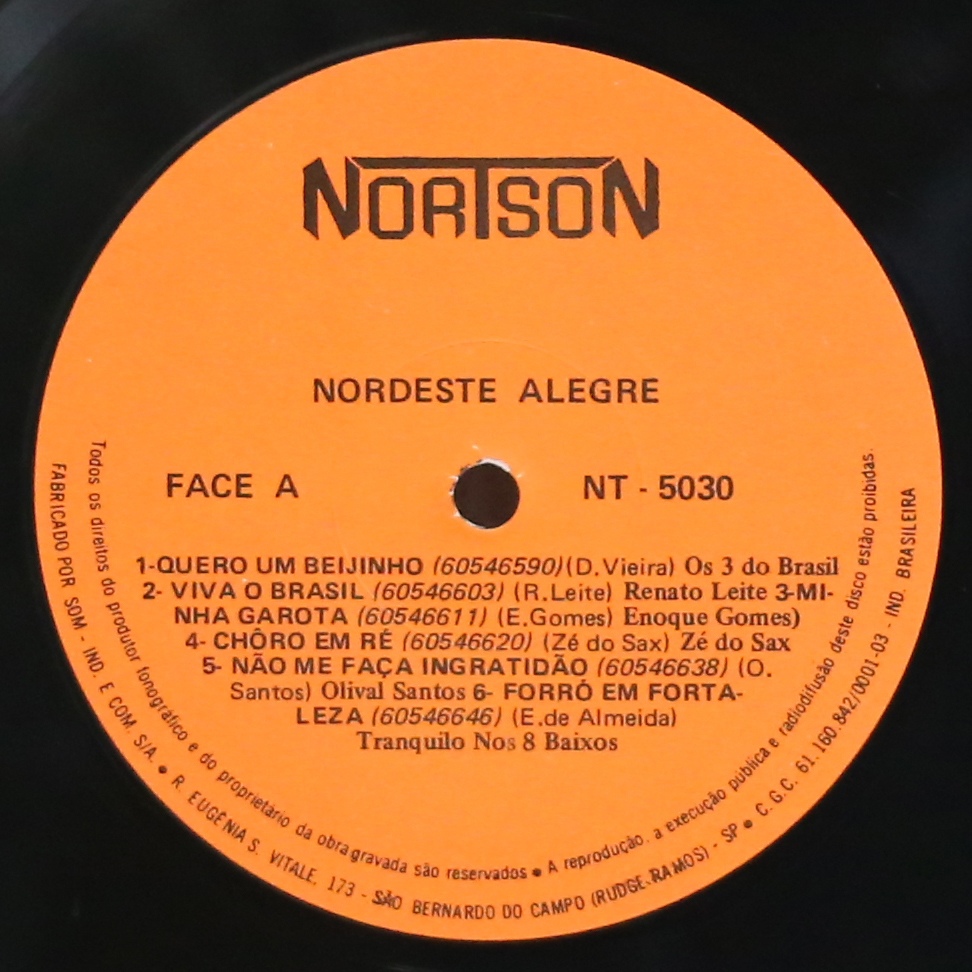 NORTSON
NORDESTE ALEGRE
FACE A
NT - 5030
1-QUERO UM BEIJINHO (60546590)(D.Vieira) Os 3 do Brasil
2- VIVA O BRASIL (60546603) (R.Leite) Renato Leite 3-MI-
NHA GAROTA (60546611) (E.Gomes) Enoque Gomes)
4- CHÔRO EM RÉ (60546620) (Zé do Sax) Zé do Sax
5- NÃO ME FAÇA INGRATIDÃO (60546638) (O.
Santos) Olival Santos 6- FORRÓ EM FORTA-
LEZA (60546646) (E.de Almeida)
Tranquilo Nos 8 Baixos
Todos os direitos do produtor fonográfico e do proprietário da obra gravada são reservados • A reprodução. a execução pública e radiodifusão deste disco estão proibidas.
FABRICADO POR SOM - IND. E COM. S/A. • R. EUGÊNIA S. VITALE. 173 - SÃO BERNARDO DO CAMPO (RUDGE RAMOS) - SP • C.G.C. 61.160.842/0001-03 - IND. BRASILEIRA